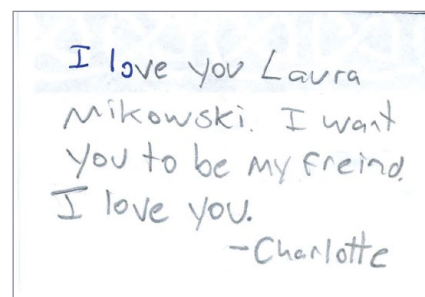 I love you Laura
Mikowski. I want
you to be my freind.
I love you.
-Charlotte